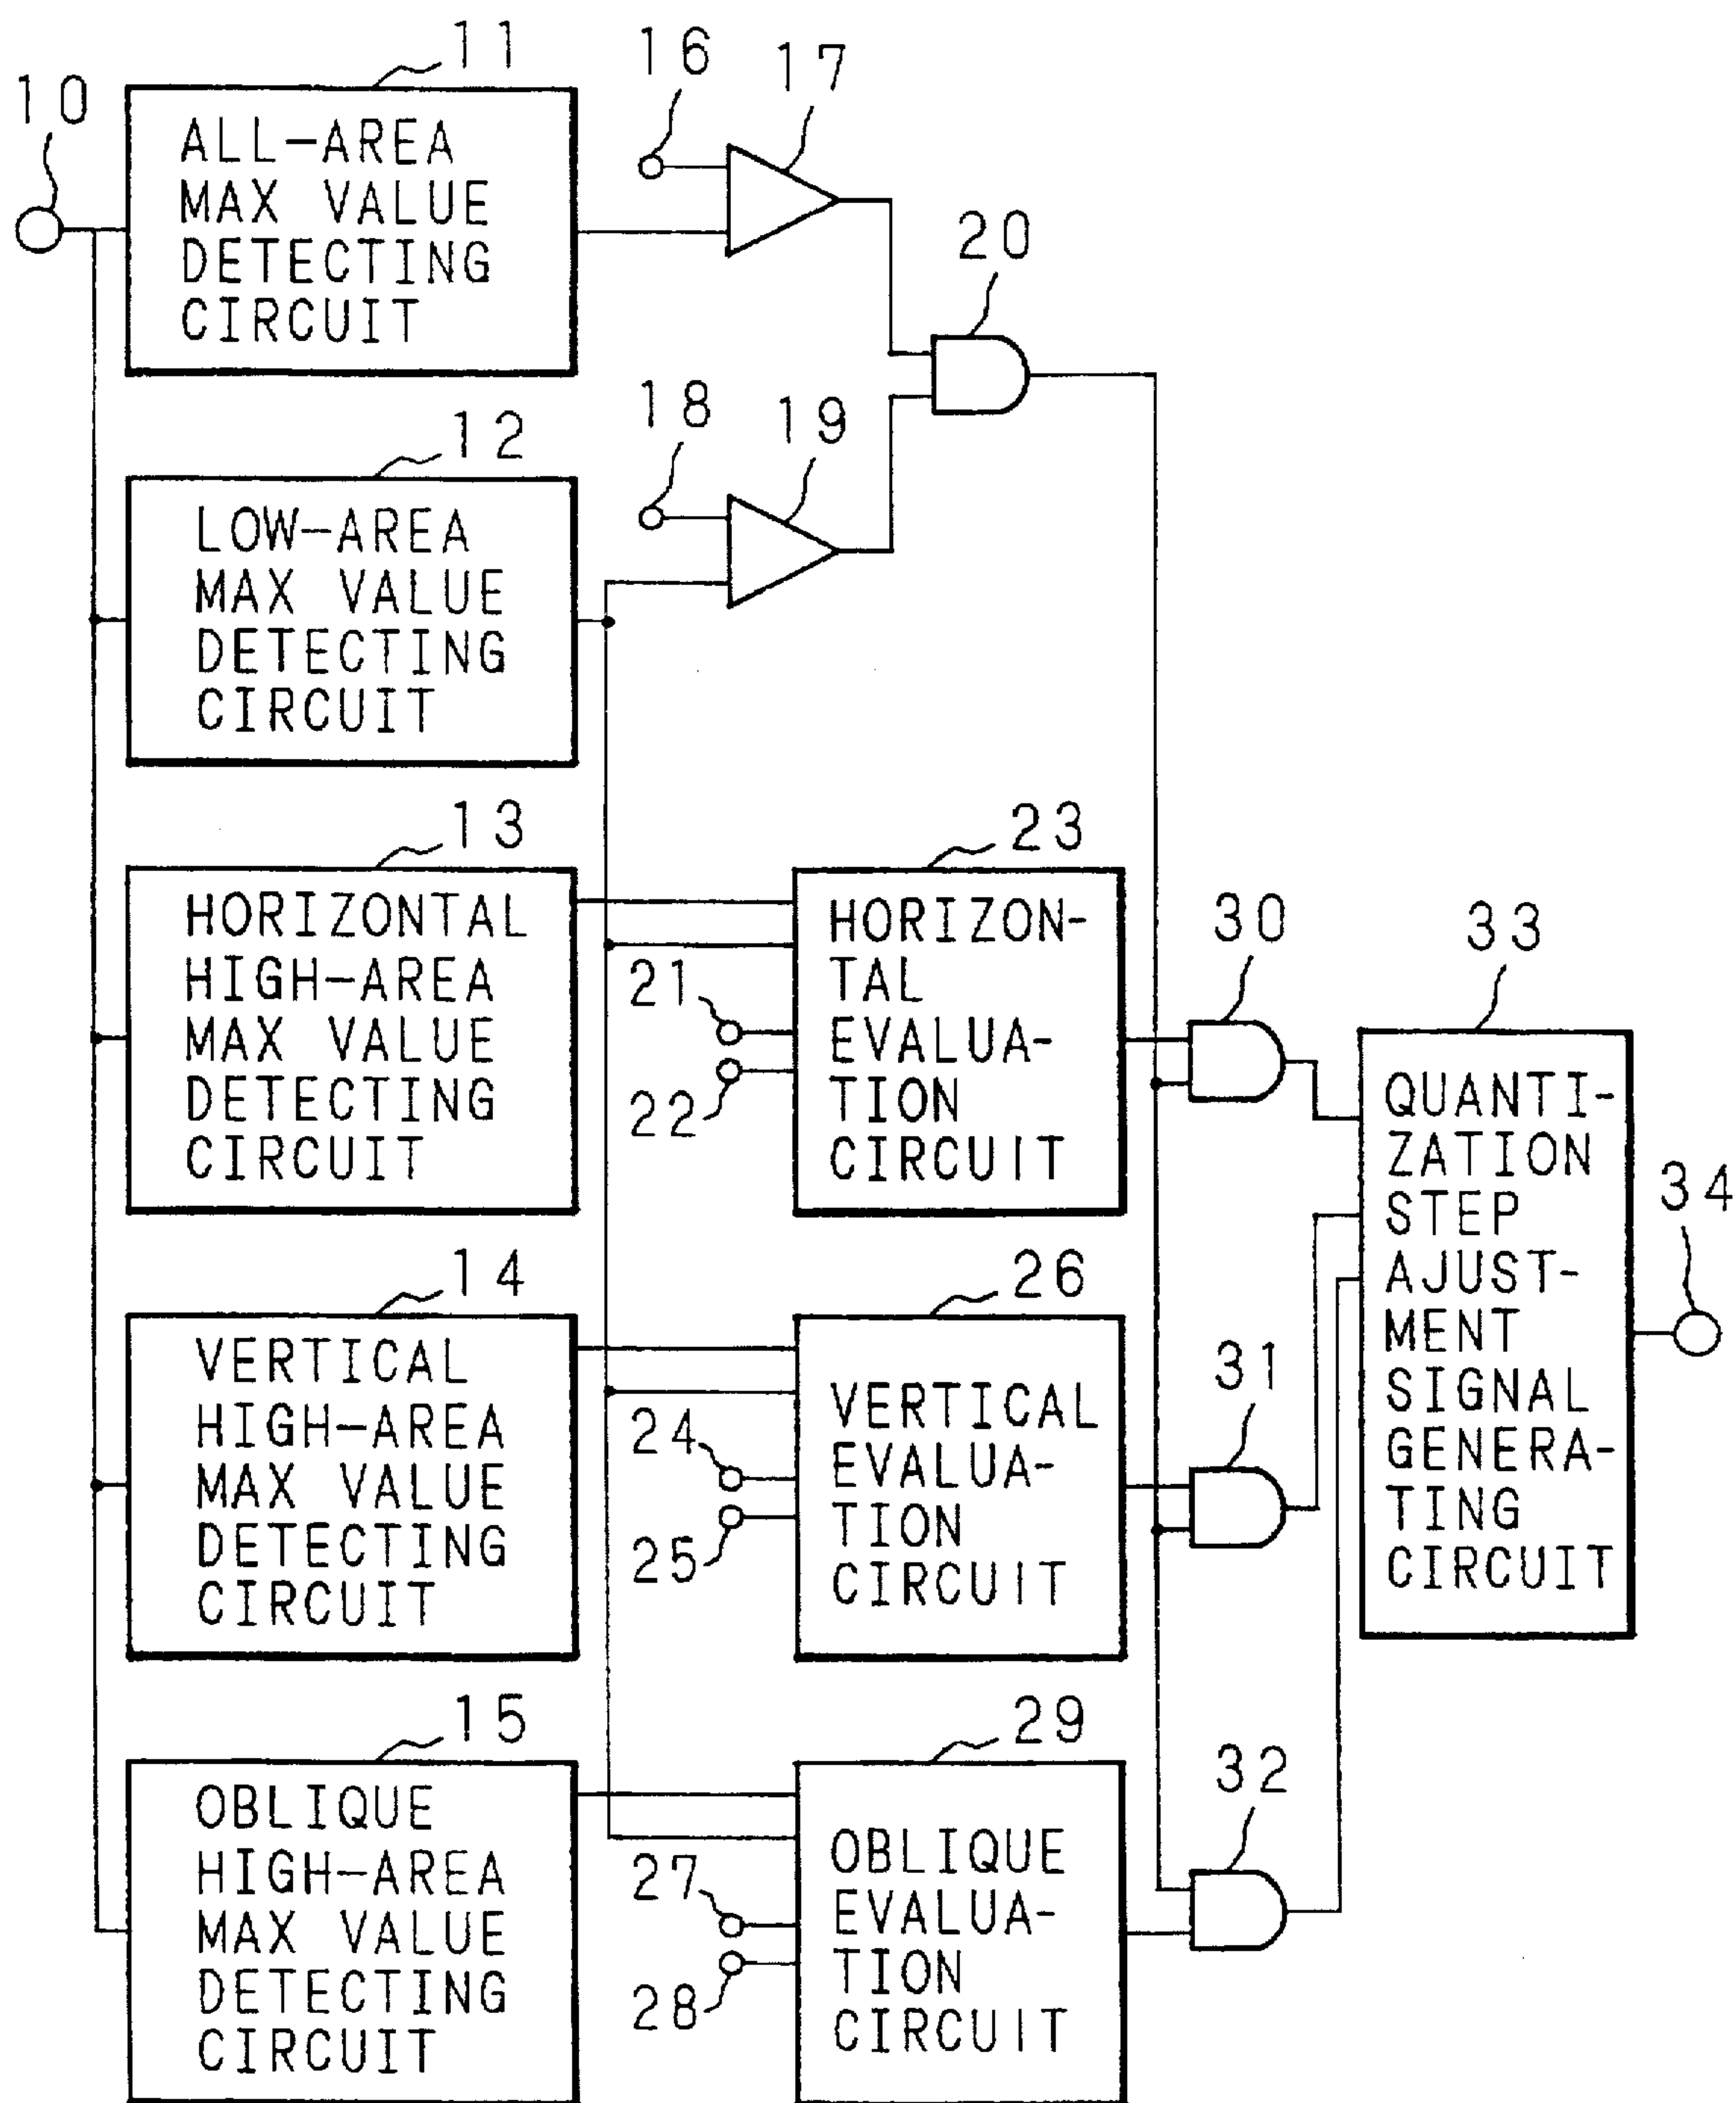 10
11
ALL-AREA
MAX VALUE
DETECTING
CIRCUIT
16
17
20
12
LOW-AREA
MAX VALUE
DETECTING
CIRCUIT
18
19
13
HORIZONTAL
HIGH-AREA
MAX VALUE
DETECTING
CIRCUIT
21
22
23
HORIZON-
TAL
EVALUA-
TION
CIRCUIT
30
14
VERTICAL
HIGH-AREA
MAX VALUE
DETECTING
CIRCUIT
24
25
26
VERTICAL
EVALUA-
TION
CIRCUIT
31
15
OBLIQUE
HIGH-AREA
MAX VALUE
DETECTING
CIRCUIT
27
28
29
OBLIQUE
EVALUA-
TION
CIRCUIT
32
33
QUANTI-
ZATION
STEP
AJUST-
MENT
SIGNAL
GENERA-
TING
CIRCUIT
34